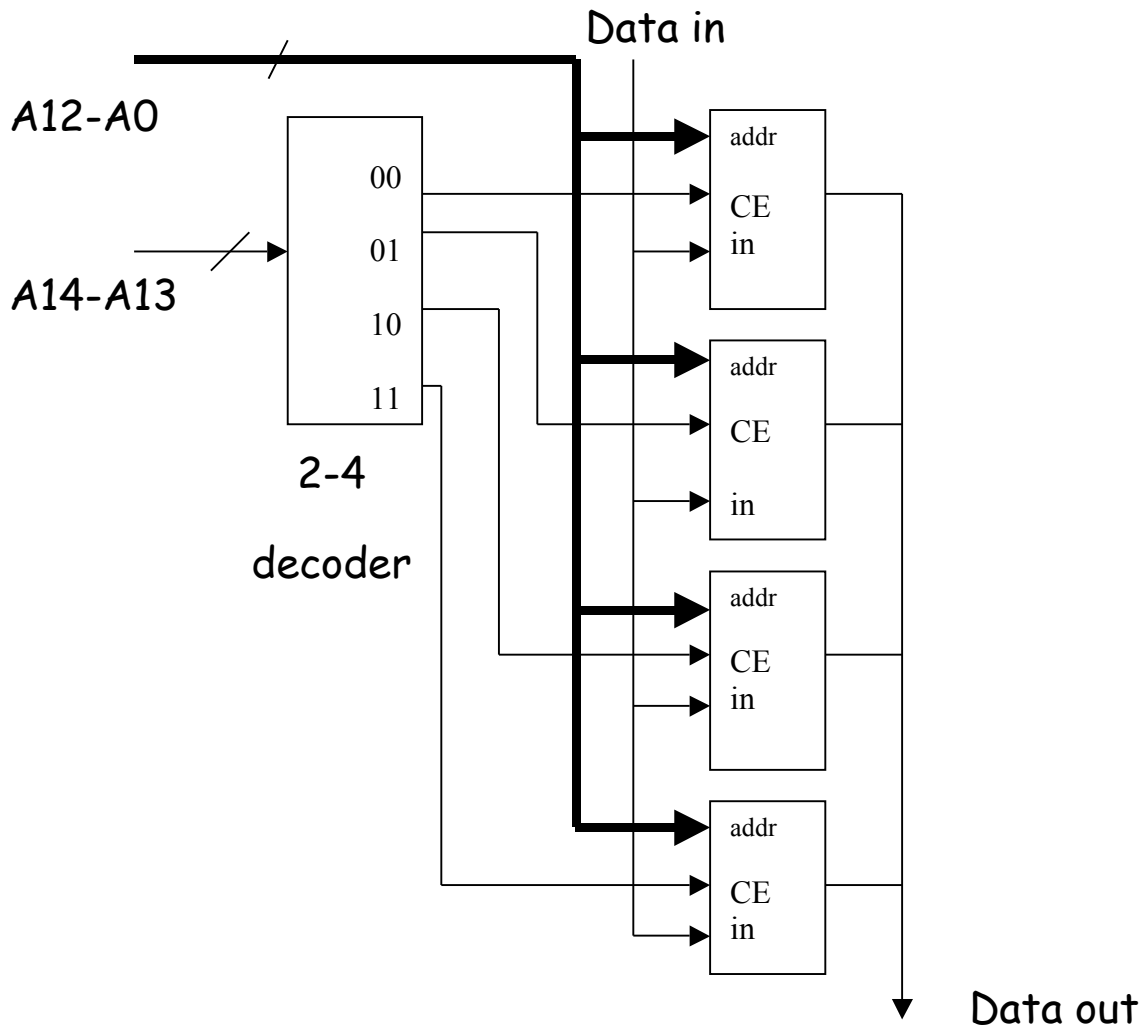 Data in
A12-A0
A14-A13
00
01
10
11
2-4
decoder
addr
CE
in
addr
CE
in
addr
CE
in
addr
CE
in
Data out